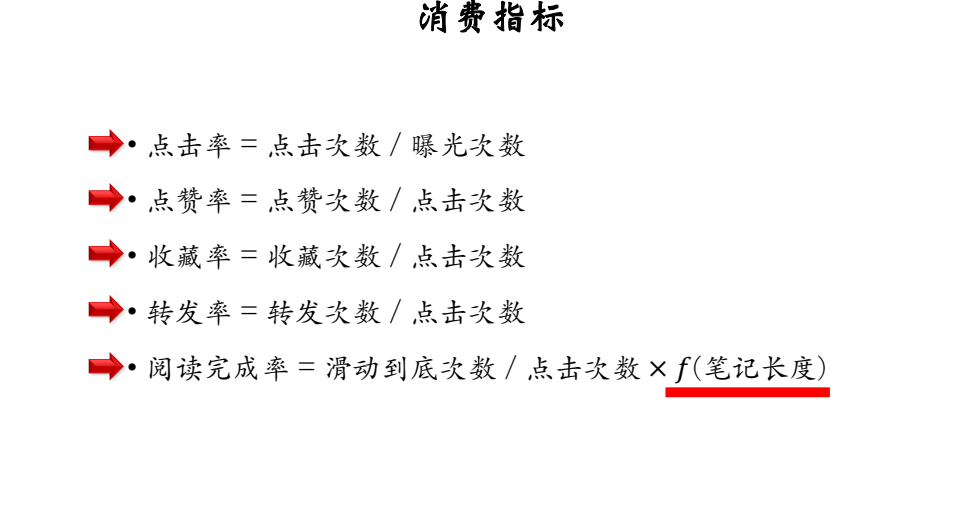 消费指标
• 点击率 = 点击次数 / 曝光次数
• 点赞率 = 点赞次数 / 点击次数
• 收藏率 = 收藏次数 / 点击次数
• 转发率 = 转发次数 / 点击次数
• 阅读完成率 = 滑动到底次数 / 点击次数 × f(笔记长度)